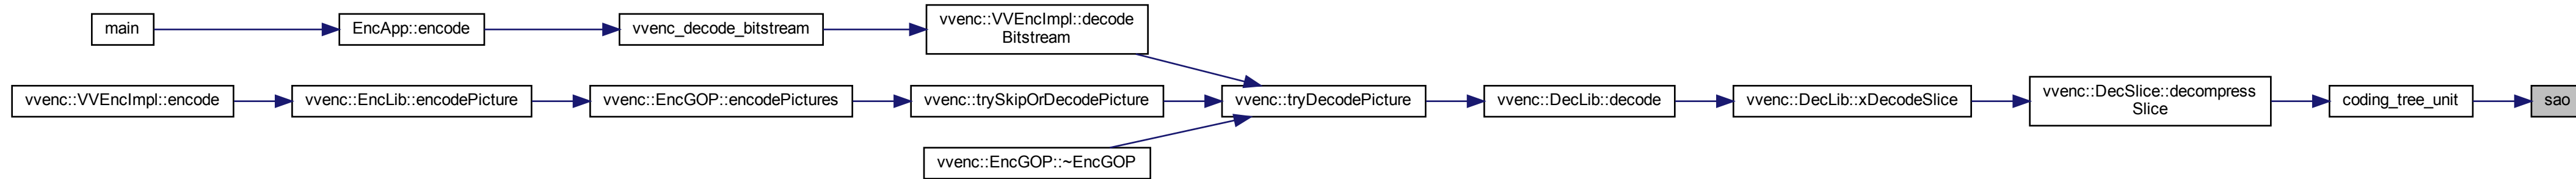 main
EncApp::encode
vvenc_decode_bitstream
vvenc::VVEncImpl::decode
Bitstream
vvenc::VVEncImpl::encode
vvenc::EncLib::encodePicture
vvenc::EncGOP::encodePictures
vvenc::trySkipOrDecodePicture
vvenc::tryDecodePicture
vvenc::DecLib::decode
vvenc::DecLib::xDecodeSlice
vvenc::DecSlice::decompress
Slice
coding_tree_unit
sao
vvenc::EncGOP::~EncGOP